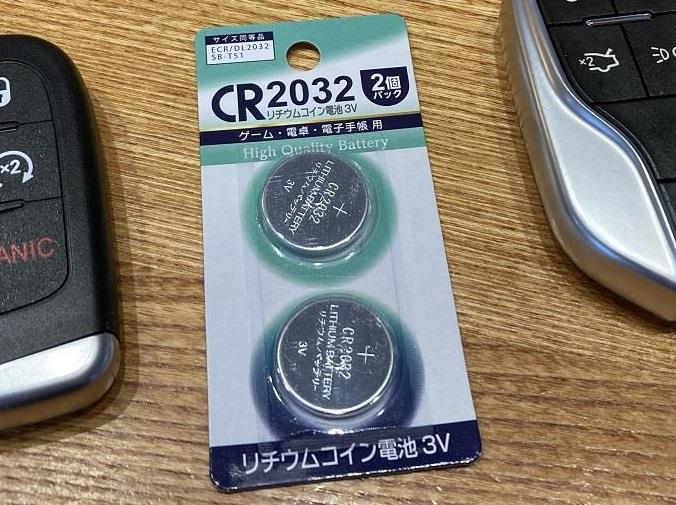 サイズ同等品
ECR/DL2032
SB-T51
CR2032
2個
パック
リチウムコイン電池 3V
ゲーム・電卓・電子手帳 用
High Quality Battery
CR2032
LITHIUM BATTERY
リチウムバッテリー
3V
+
CR2032
LITHIUM BATTERY
リチウムバッテリー
3V
+
リチウムコイン電池 3V
×2
×2